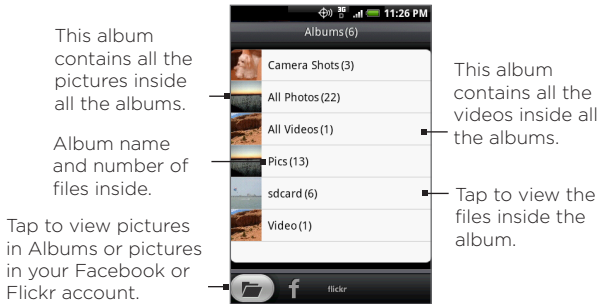 This album
contains all the
pictures inside
all the albums.
Album name
and number of
files inside.
Tap to view pictures
in Albums or pictures
in your Facebook or
Flickr account.
3G
D
11:26 PM
Albums(6)
Camera Shots(3)
All Photos(22)
All Videos(1)
Pics(13)
sdcard(6)
Video(1)
f
flickr
This album
contains all the
videos inside all
the albums.
Tap to view the
files inside the
album.